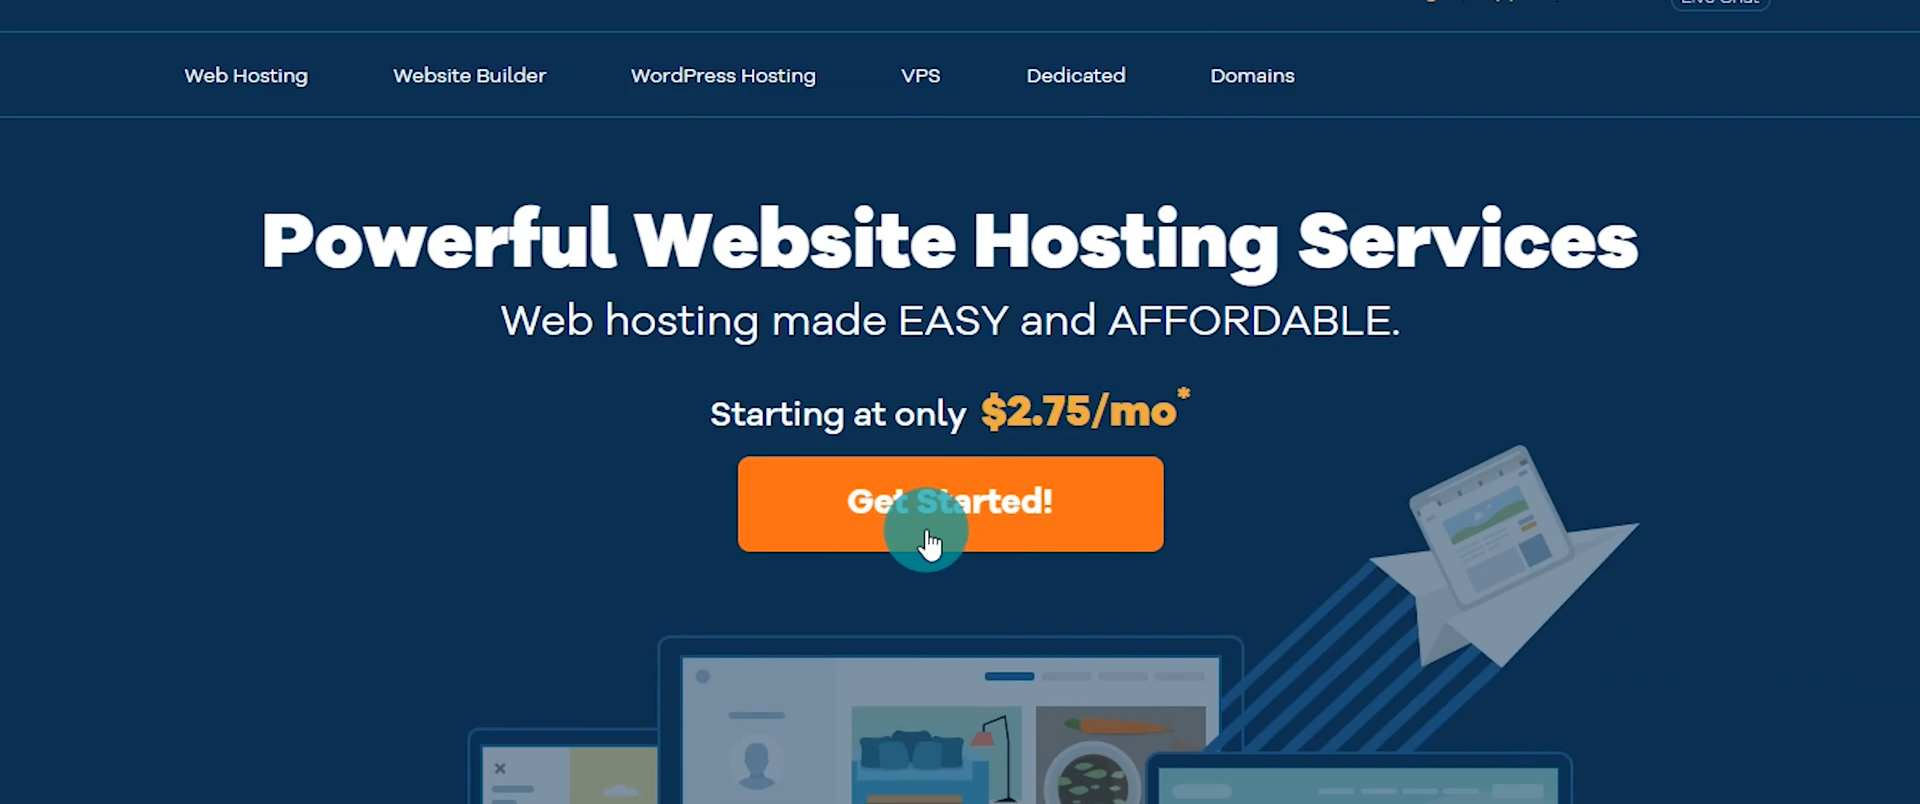 Web Hosting
Website Builder
WordPress Hosting
VPS
Dedicated
Domains
Powerful Website Hosting Services
Web hosting made EASY and AFFORDABLE.
Starting at only $2.75/mo*
Get Started!